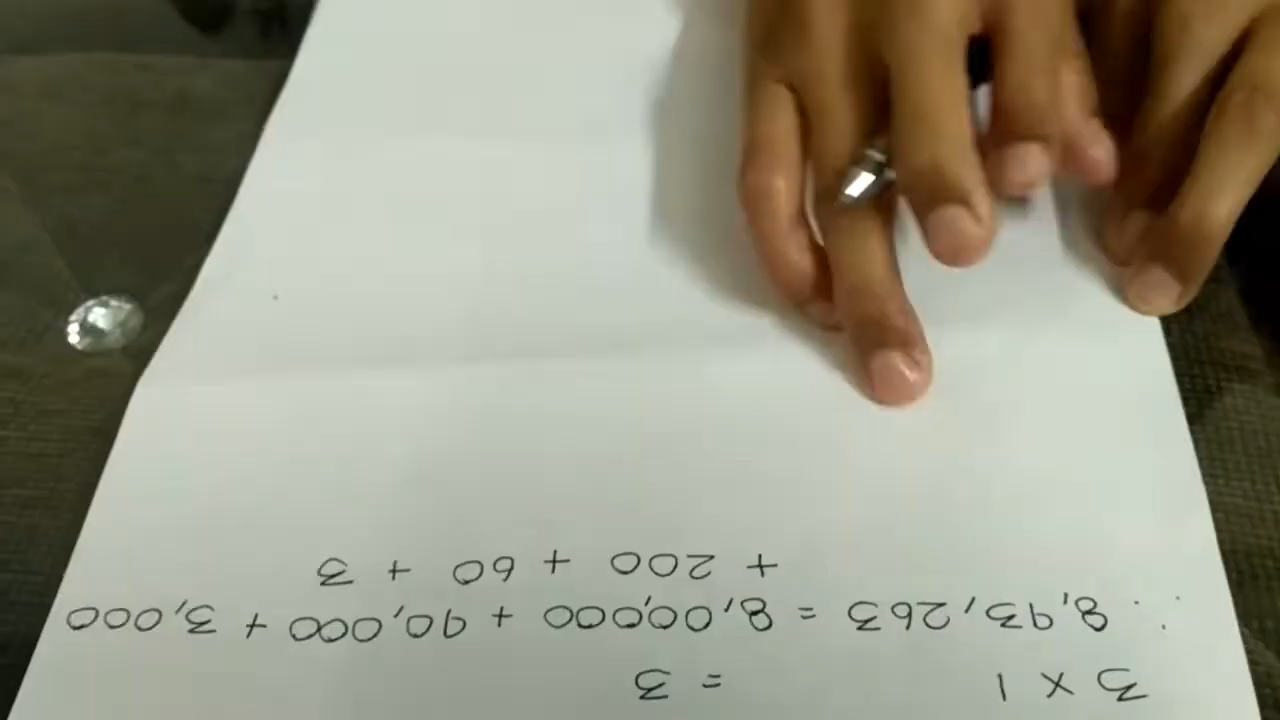 3 × 1 = 3
∴ 8,93,263 = 8,00,000 + 90,000 + 3,000
+ 200 + 60 + 3